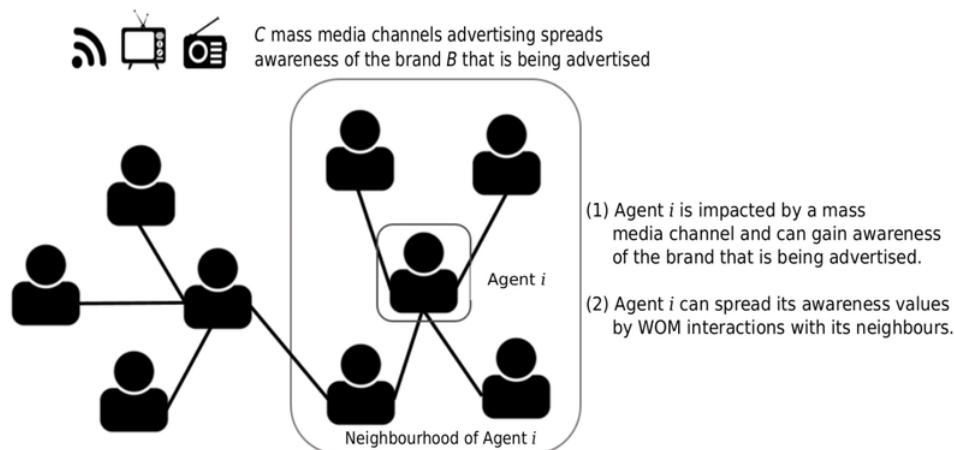 C mass media channels advertising spreads
awareness of the brand B that is being advertised
(1) Agent i is impacted by a mass
media channel and can gain awareness
of the brand that is being advertised.
Agent i
(2) Agent i can spread its awareness values
by WOM interactions with its neighbours.
Neighbourhood of Agent i